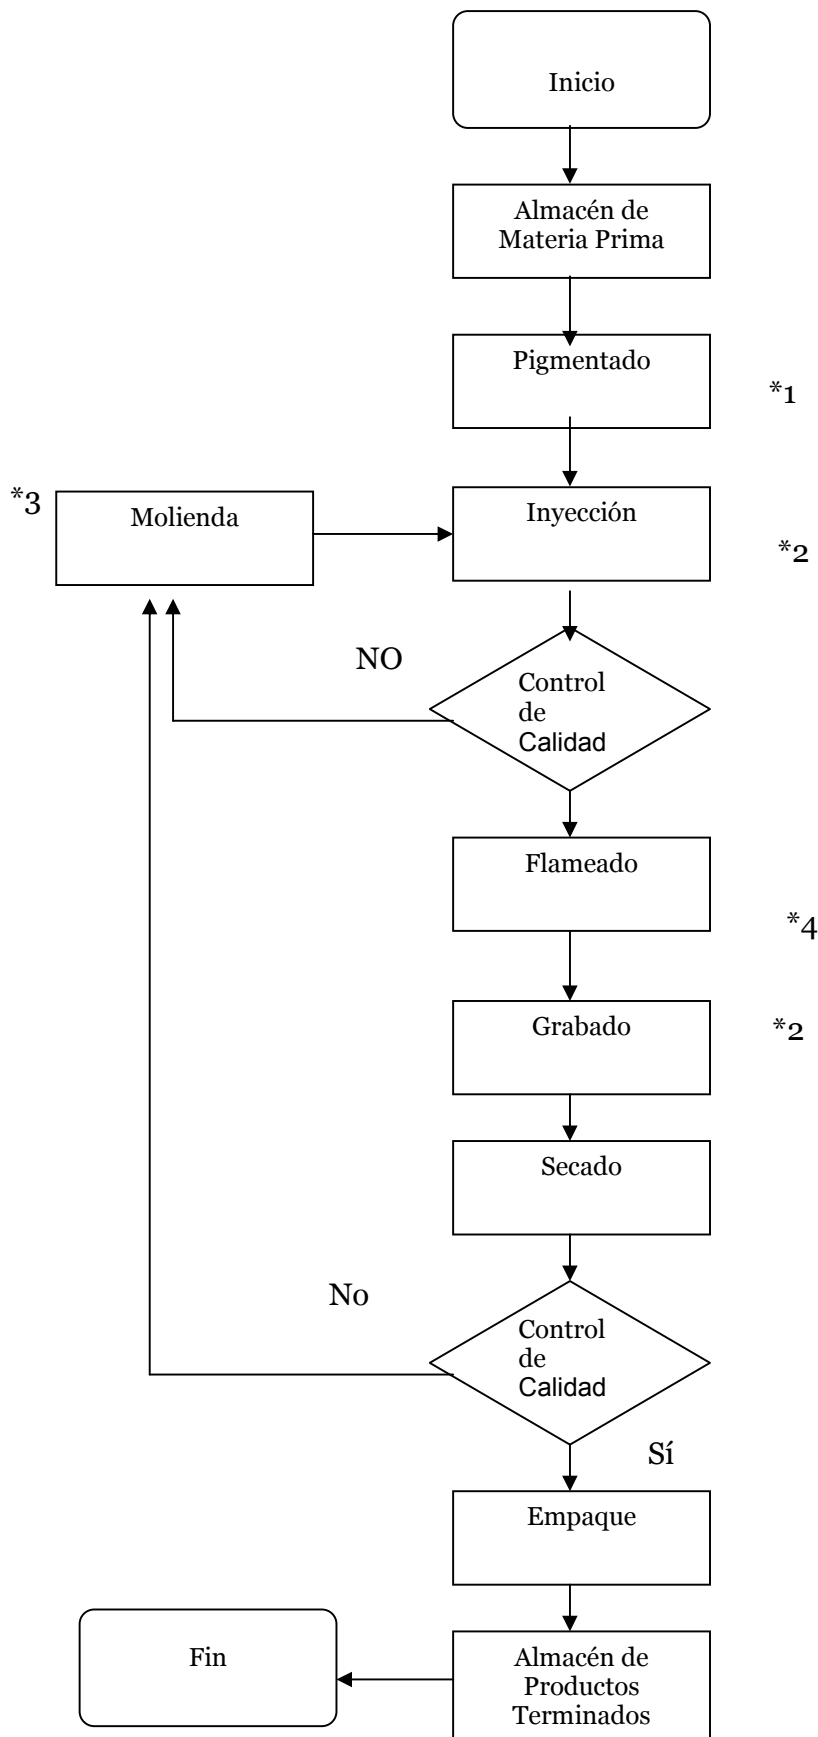 Inicio
Almacén de
Materia Prima
Pigmentado
*1
*3
Molienda
Inyección
*2
NO
Control
de
Calidad
Flameado
*4
Grabado
*2
Secado
No
Control
de
Calidad
Sí
Empaque
Fin
Almacén de
Productos
Terminados